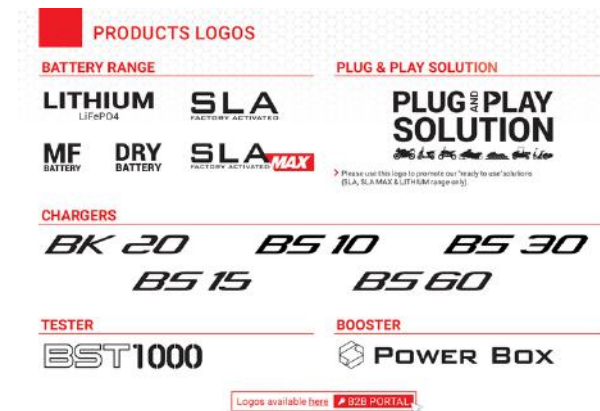 PRODUCTS LOGOS
BATTERY RANGE
LITHIUM
LiFePO4
SLA
FACTORY ACTIVATED
MF
BATTERY
DRY
BATTERY
SLA MAX
FACTORY ACTIVATED
PLUG & PLAY SOLUTION
PLUG AND PLAY
SOLUTION
Please use this logo to promote our 'ready to use' solutions
(SLA, SLA MAX & LITHIUM range only).
CHARGERS
BK 20 BS 10 BS 30
BS 15 BS 60
TESTER
BST1000
BOOSTER
POWER BOX
Logos available here B2B PORTAL